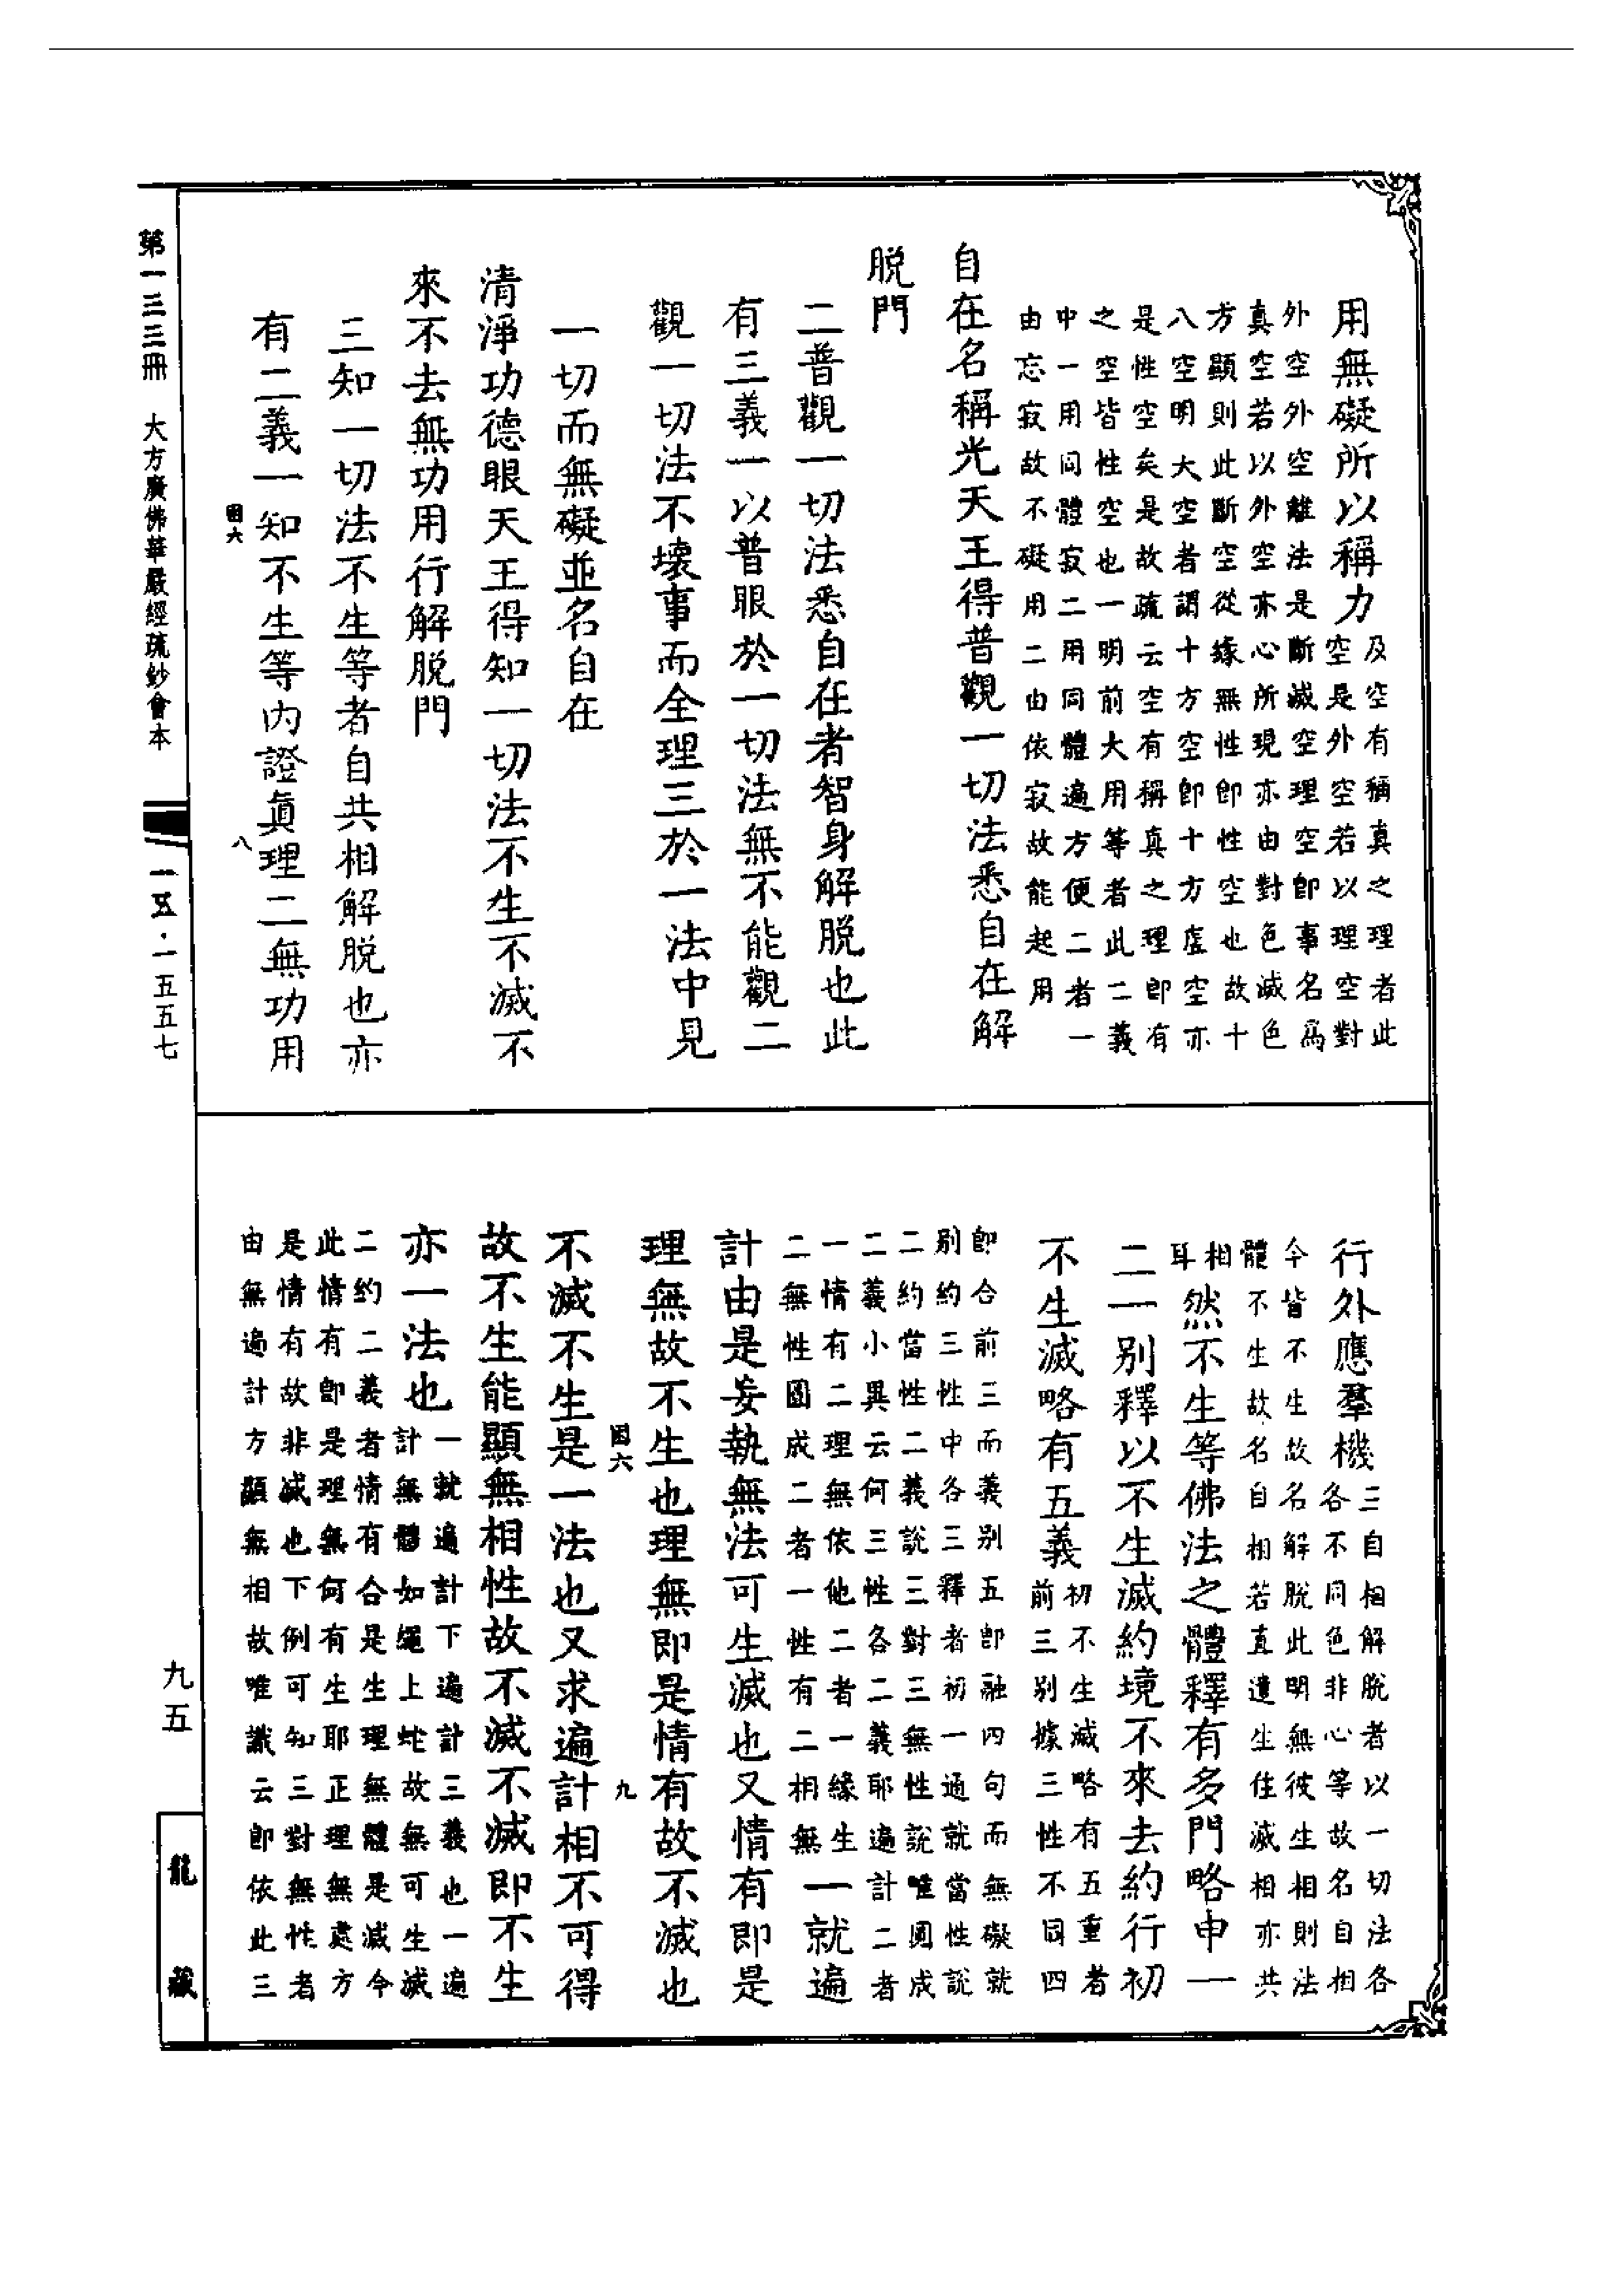 用無礙所以稱力及空有稱真之理者此
空是外空若以理空對
外空外空離法是斷滅空理空卽事名爲
真空若以外空亦心所現亦由對色滅色
方顯則此斷空從緣無性卽性空也故十
八空明大空者謂十方空卽十方虛空亦
是性空矣是故疏云空有稱真之理卽有
之空皆性空也一明前大用等者此二義
中一用同體寂二用同體遍方便二者一
由忘寂故不礙用二由依寂故能起用
自在名稱光天王得普觀一切法悉自在解
脱門
二普觀一切法悉自在者智身解脱也此
有三義一以普眼於一切法無不能觀二
觀一切法不壞事而全理三於一法中見
一切而無礙並名自在
清淨功德眼天王得知一切法不生不滅不
來不去無功用行解脱門
三知一切法不生等者自共相解脱也亦
有二義一知不生等內證眞理二無功用
困六 八
行外應羣機三自相解脫者以一切法各
各不同色非心等故名自相
今皆不生故名解脫此明無彼生相則法
體不生故名自相若直遣生住滅相亦共
相
耳然不生等佛法之體釋有多門略申一
二一別釋以不生滅約境不來去約行初
不生滅略有五義初不生滅略有五重者
前三別據三性不同四
卽合前三而義別五卽融四句而無礙就
別約三性中各三釋者初一通就當性說
二約當性二義說三對三無性說唯圓成
二義小異云何三性各二義耶遍計二者
一情有二理無依他二者一緣生
二無性圓成二者一性有二相無一就遍
計由是妄執無法可生滅也又情有即是
理無故不生也理無即是情有故不滅也
困六 九
不滅不生是一法也又求遍計相不可得
故不生能顯無相性故不滅不滅即不生
亦一法也一就遍計下遍計三義也一遍
計無體如繩上蛇故無可生滅
二約二義者情有合是生理無體是滅今
此情有卽是理無何有生耶正理無處方
是情有故非滅也下例可知三對無性者
由無遍計方顯無相故唯識云卽依此三
第一三三冊 大方廣佛華嚴經疏鈔會本 一五·一五五七
九五
龍藏